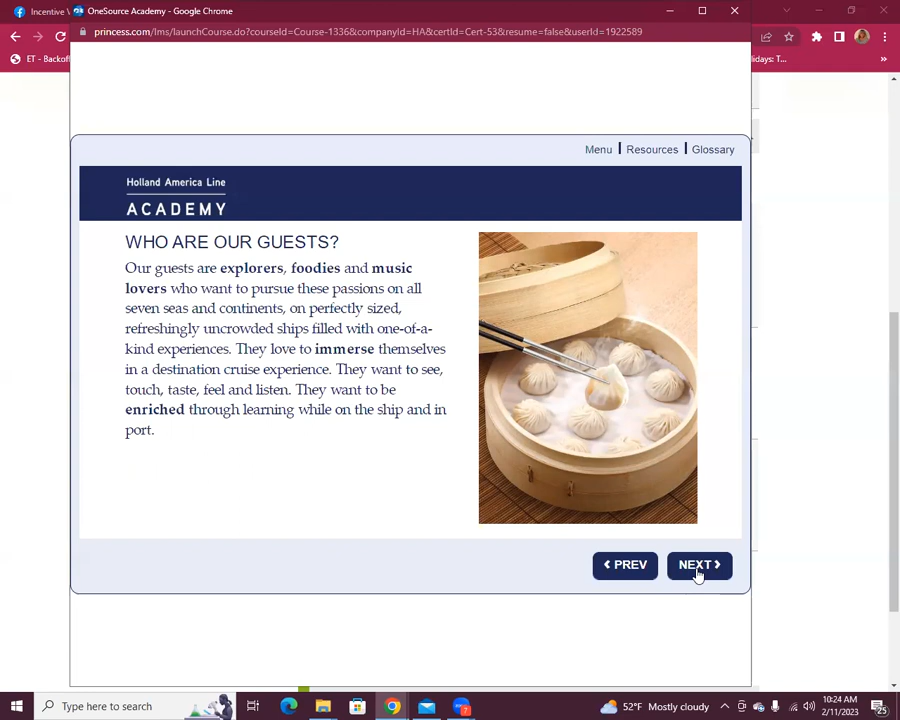 Incentive V
OneSource Academy - Google Chrome
princess.com/lms/launchCourse.do?courseId=Course-1336&companyId=HA&certId=Cert-53&resume=false&userId=1922589
ET - Backoff
lidays: T...
»
Menu | Resources | Glossary
Holland America Line
ACADEMY
WHO ARE OUR GUESTS?
Our guests are explorers, foodies and music
lovers who want to pursue these passions on all
seven seas and continents, on perfectly sized,
refreshingly uncrowded ships filled with one-of-a-
kind experiences. They love to immerse themselves
in a destination cruise experience. They want to see,
touch, taste, feel and listen. They want to be
enriched through learning while on the ship and in
port.
‹ PREV
NEXT ›
Type here to search
7
52°F Mostly cloudy
10:24 AM
2/11/2023
25